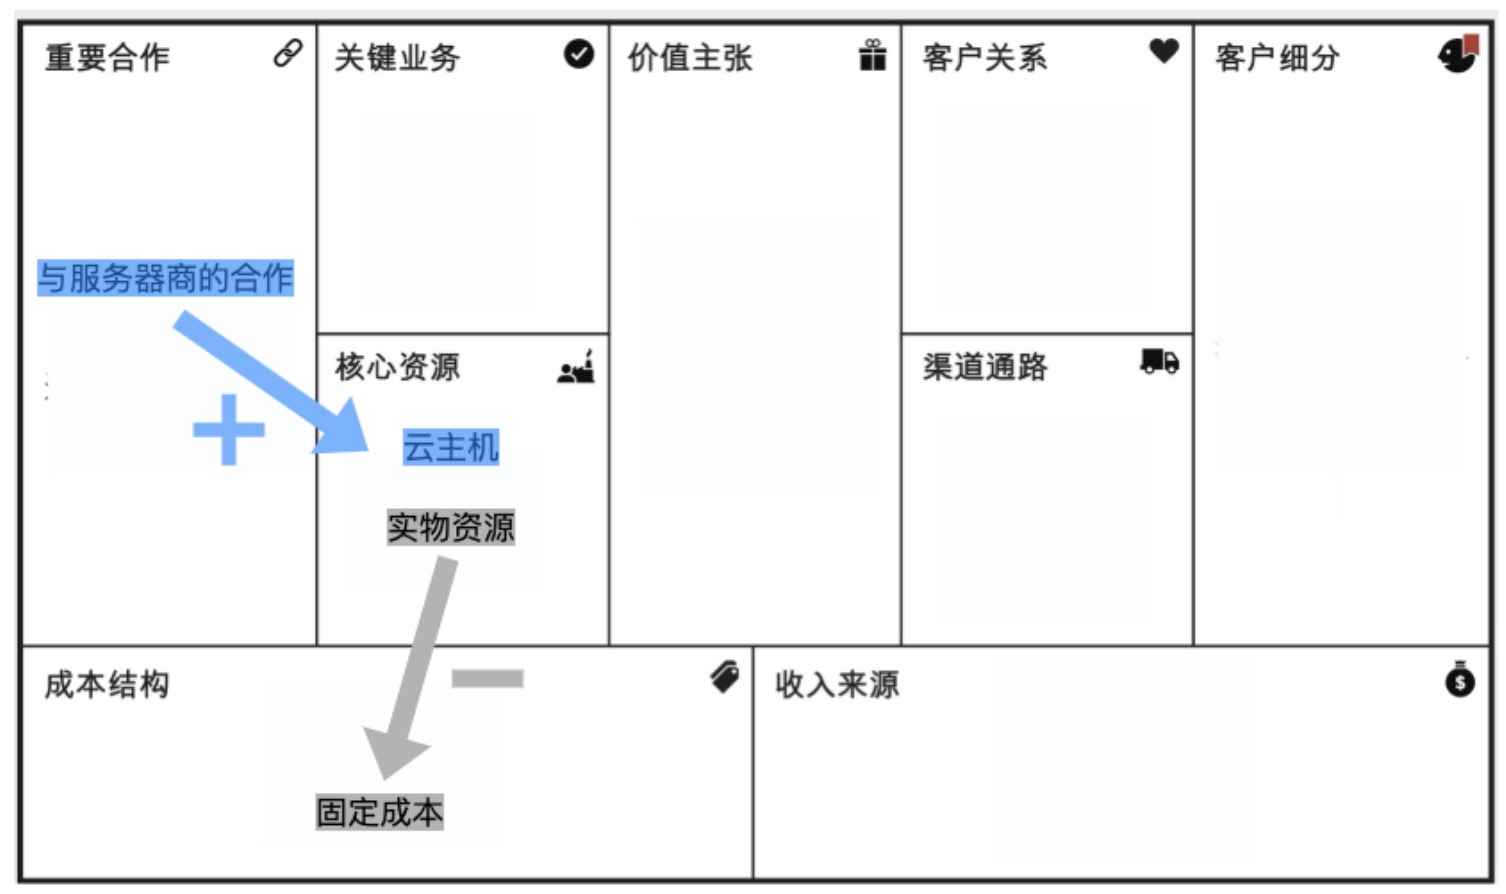 重要合作
关键业务
价值主张
客户关系
客户细分
与服务器商的合作
核心资源
渠道通路
云主机
实物资源
成本结构
收入来源
$
固定成本